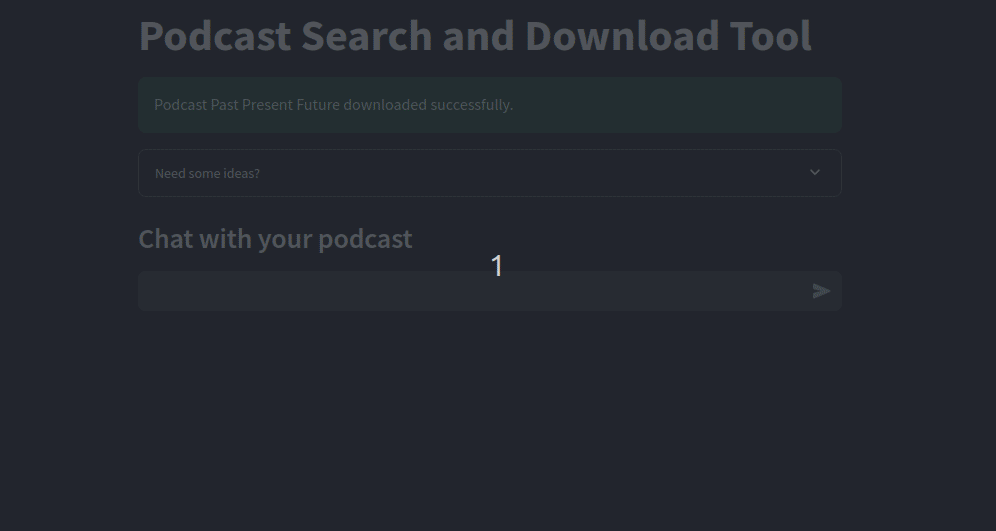 Podcast Search and Download Tool
Podcast Past Present Future downloaded successfully.
Need some ideas?
Chat with your podcast
1